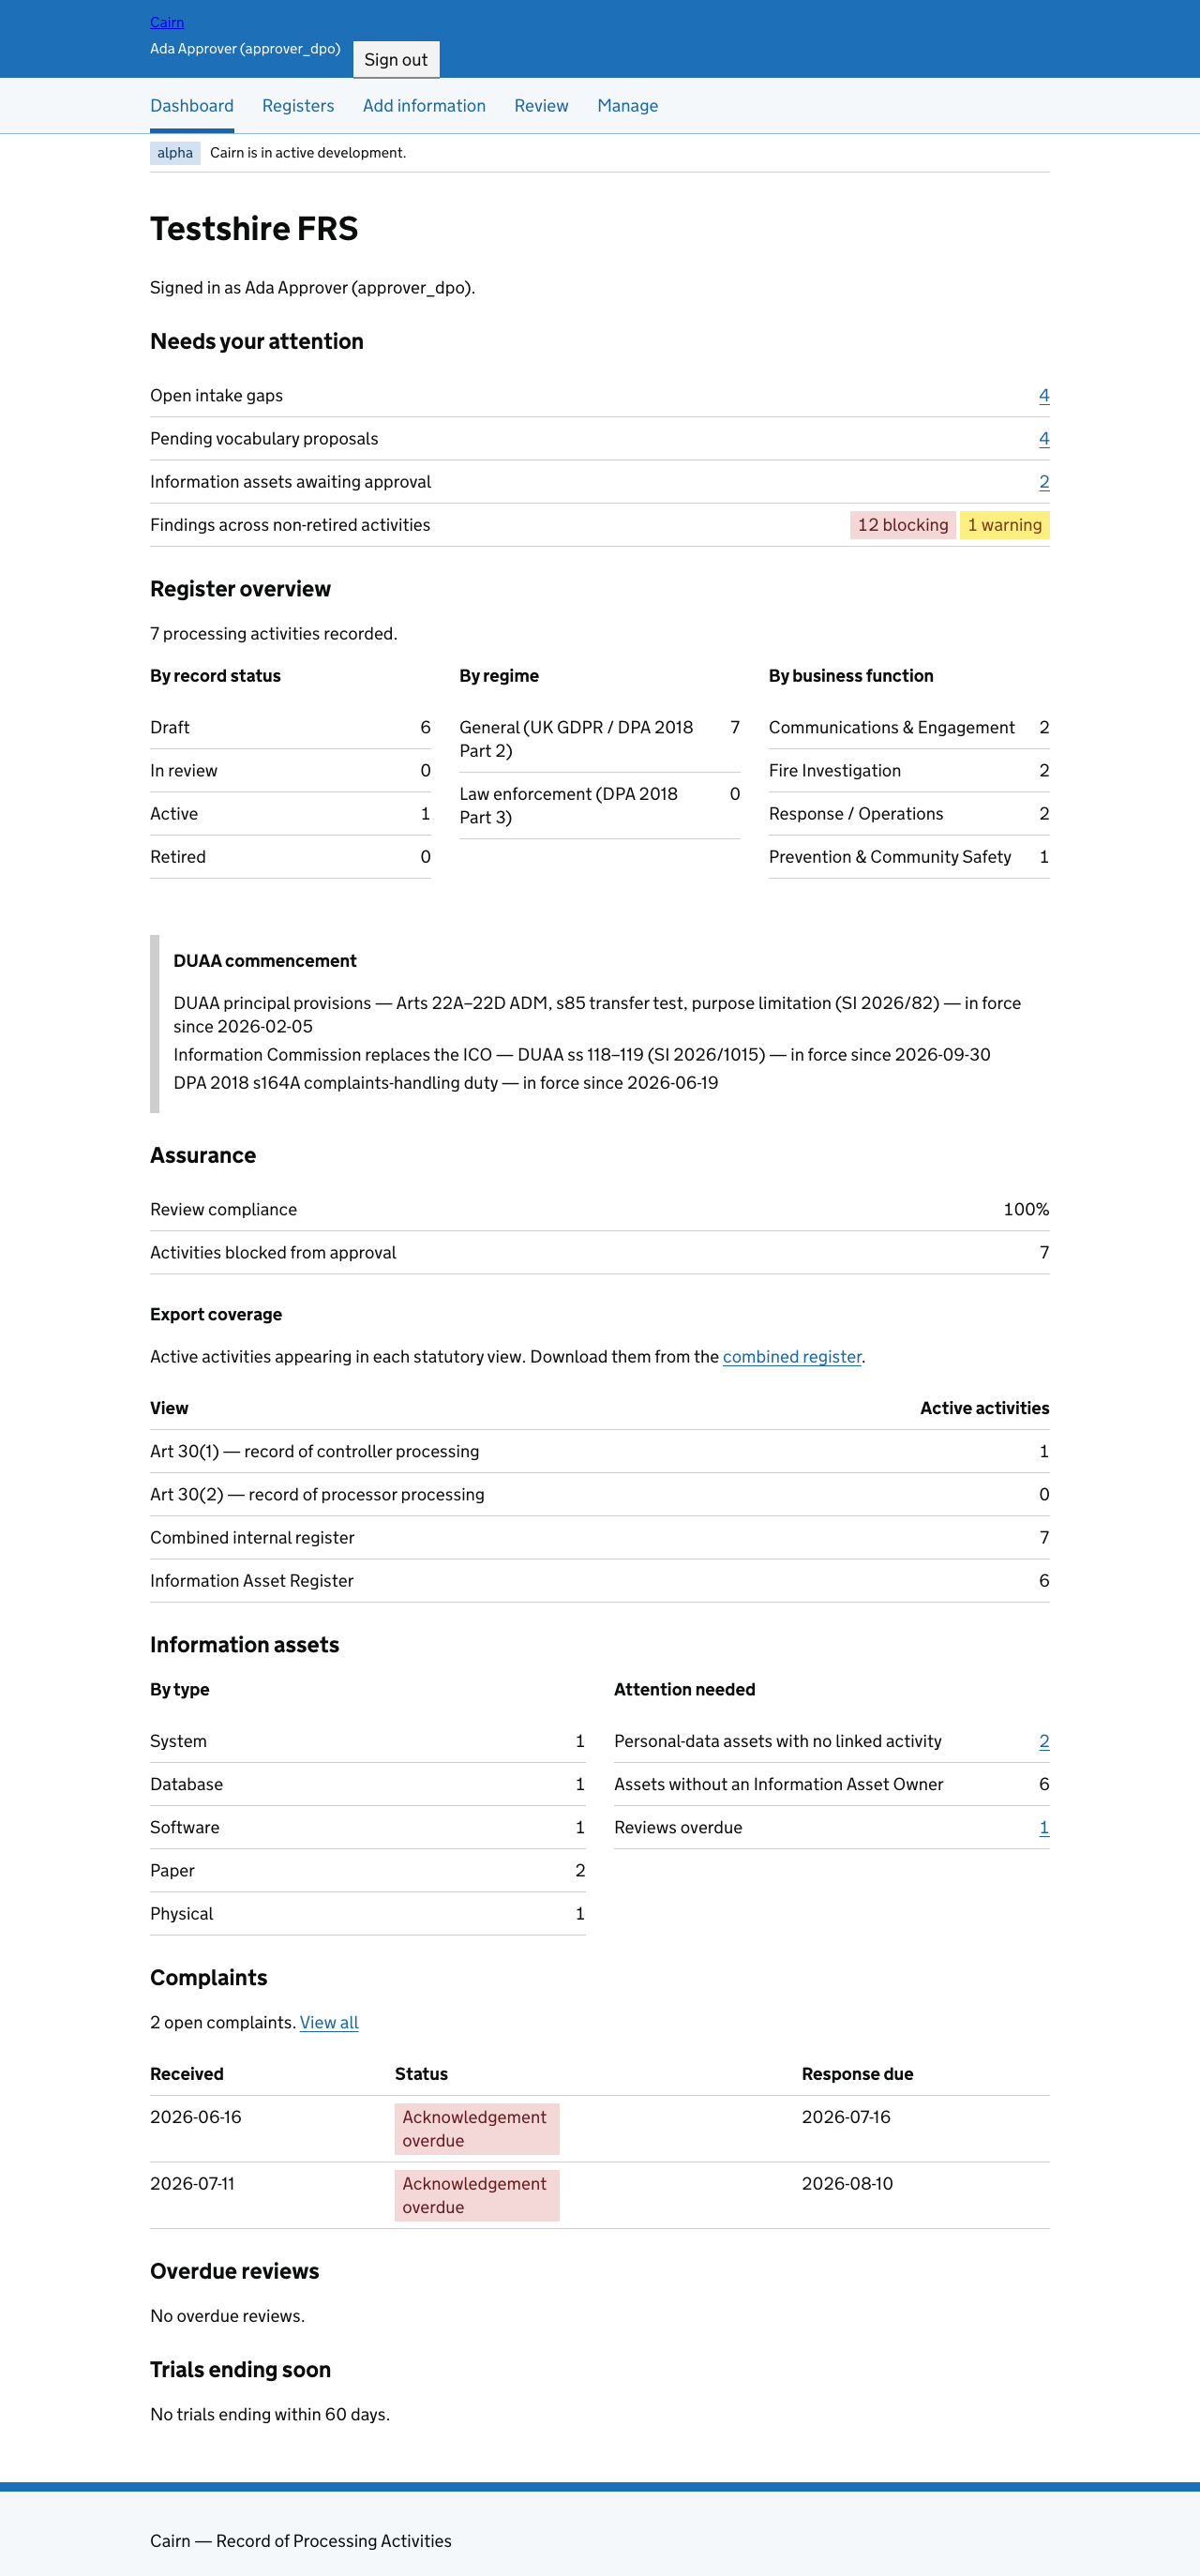 Cairn
Ada Approver (approver_dpo)
Sign out
Dashboard
Registers
Add information
Review
Manage
alpha
Cairn is in active development.
Testshire FRS
Signed in as Ada Approver (approver_dpo).
Needs your attention
Open intake gaps 4
Pending vocabulary proposals 4
Information assets awaiting approval 2
Findings across non-retired activities 12 blocking 1 warning
Register overview
7 processing activities recorded.
By record status
Draft 6
In review 0
Active 1
Retired 0
By regime
General (UK GDPR / DPA 2018 7
Part 2)
Law enforcement (DPA 2018 0
Part 3)
By business function
Communications & Engagement 2
Fire Investigation 2
Response / Operations 2
Prevention & Community Safety 1
DUAA commencement
DUAA principal provisions — Arts 22A–22D ADM, s85 transfer test, purpose limitation (SI 2026/82) — in force
since 2026-02-05
Information Commission replaces the ICO — DUAA ss 118–119 (SI 2026/1015) — in force since 2026-09-30
DPA 2018 s164A complaints-handling duty — in force since 2026-06-19
Assurance
Review compliance 100%
Activities blocked from approval 7
Export coverage
Active activities appearing in each statutory view. Download them from the combined register.
View Active activities
Art 30(1) — record of controller processing 1
Art 30(2) — record of processor processing 0
Combined internal register 7
Information Asset Register 6
Information assets
By type
System 1
Database 1
Software 1
Paper 2
Physical 1
Attention needed
Personal-data assets with no linked activity 2
Assets without an Information Asset Owner 6
Reviews overdue 1
Complaints
2 open complaints. View all
Received Status Response due
2026-06-16 Acknowledgement 2026-07-16
overdue
2026-07-11 Acknowledgement 2026-08-10
overdue
Overdue reviews
No overdue reviews.
Trials ending soon
No trials ending within 60 days.
Cairn — Record of Processing Activities